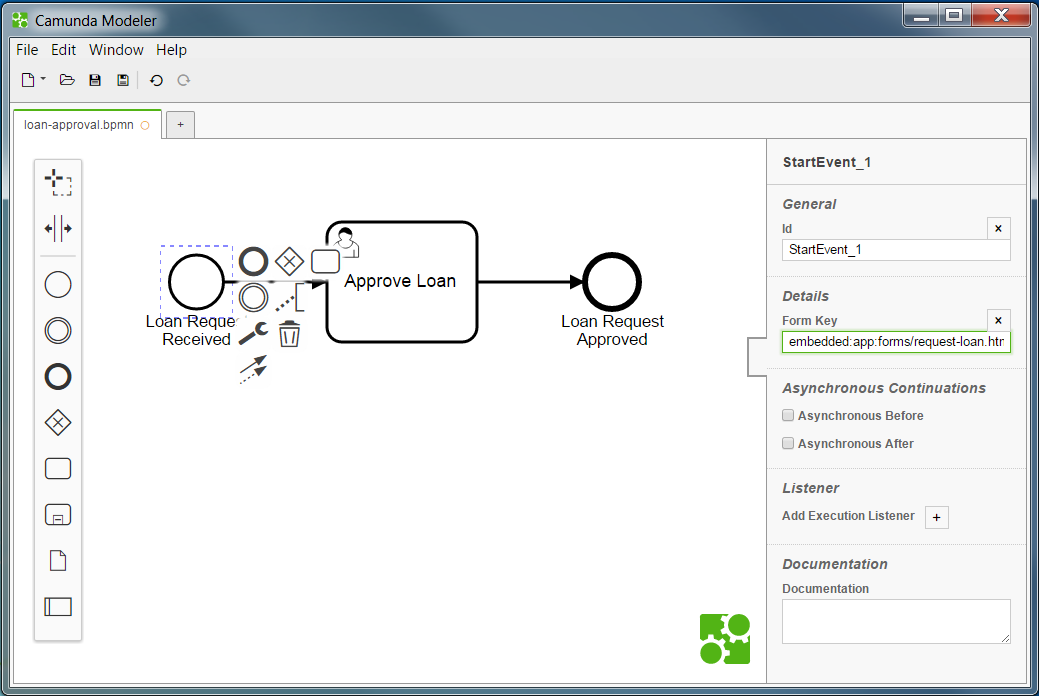 Camunda Modeler
File Edit Window Help
loan-approval.bpmn
+
StartEvent_1
General
Id
x
StartEvent_1
Details
Form Key
x
embedded:app:forms/request-loan.htn
Asynchronous Continuations
Asynchronous Before
Asynchronous After
Listener
Add Execution Listener +
Documentation
Documentation
Loan Reque
Received
Approve Loan
Loan Request
Approved